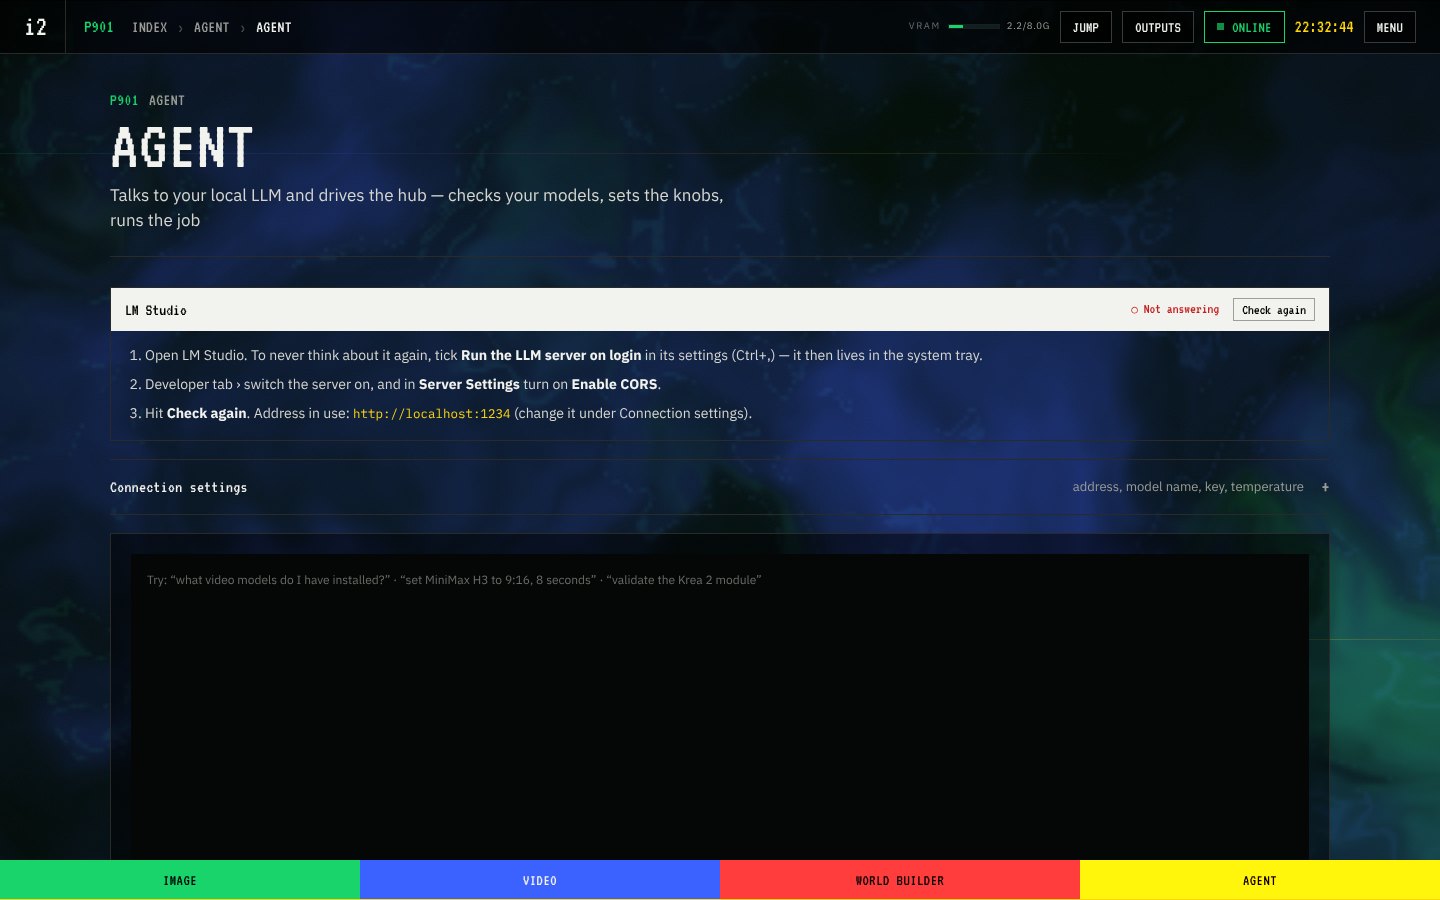 i2 P901 INDEX › AGENT › AGENT VRAM 2.2/8.0G JUMP OUTPUTS ONLINE 22:32:44 MENU
P901 AGENT
AGENT
Talks to your local LLM and drives the hub — checks your models, sets the knobs,
runs the job
LM Studio ○ Not answering Check again
1. Open LM Studio. To never think about it again, tick Run the LLM server on login in its settings (Ctrl+,) — it then lives in the system tray.
2. Developer tab › switch the server on, and in Server Settings turn on Enable CORS.
3. Hit Check again. Address in use: http://localhost:1234 (change it under Connection settings).
Connection settings address, model name, key, temperature +
Try: “what video models do I have installed?” · “set MiniMax H3 to 9:16, 8 seconds” · “validate the Krea 2 module”
IMAGE VIDEO WORLD BUILDER AGENT